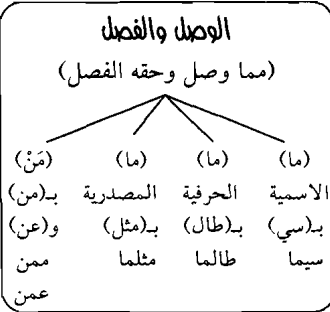 الوصل والفصل
(مما وصل وحقه الفصل)
(ما) (ما) (ما) (مَنْ)
الاسمية الحرفية المصدرية بـ(من)
بـ(سي) بـ(طال) بـ(مثل) و(عن)
سيما طالما مثلما ممن
عمن